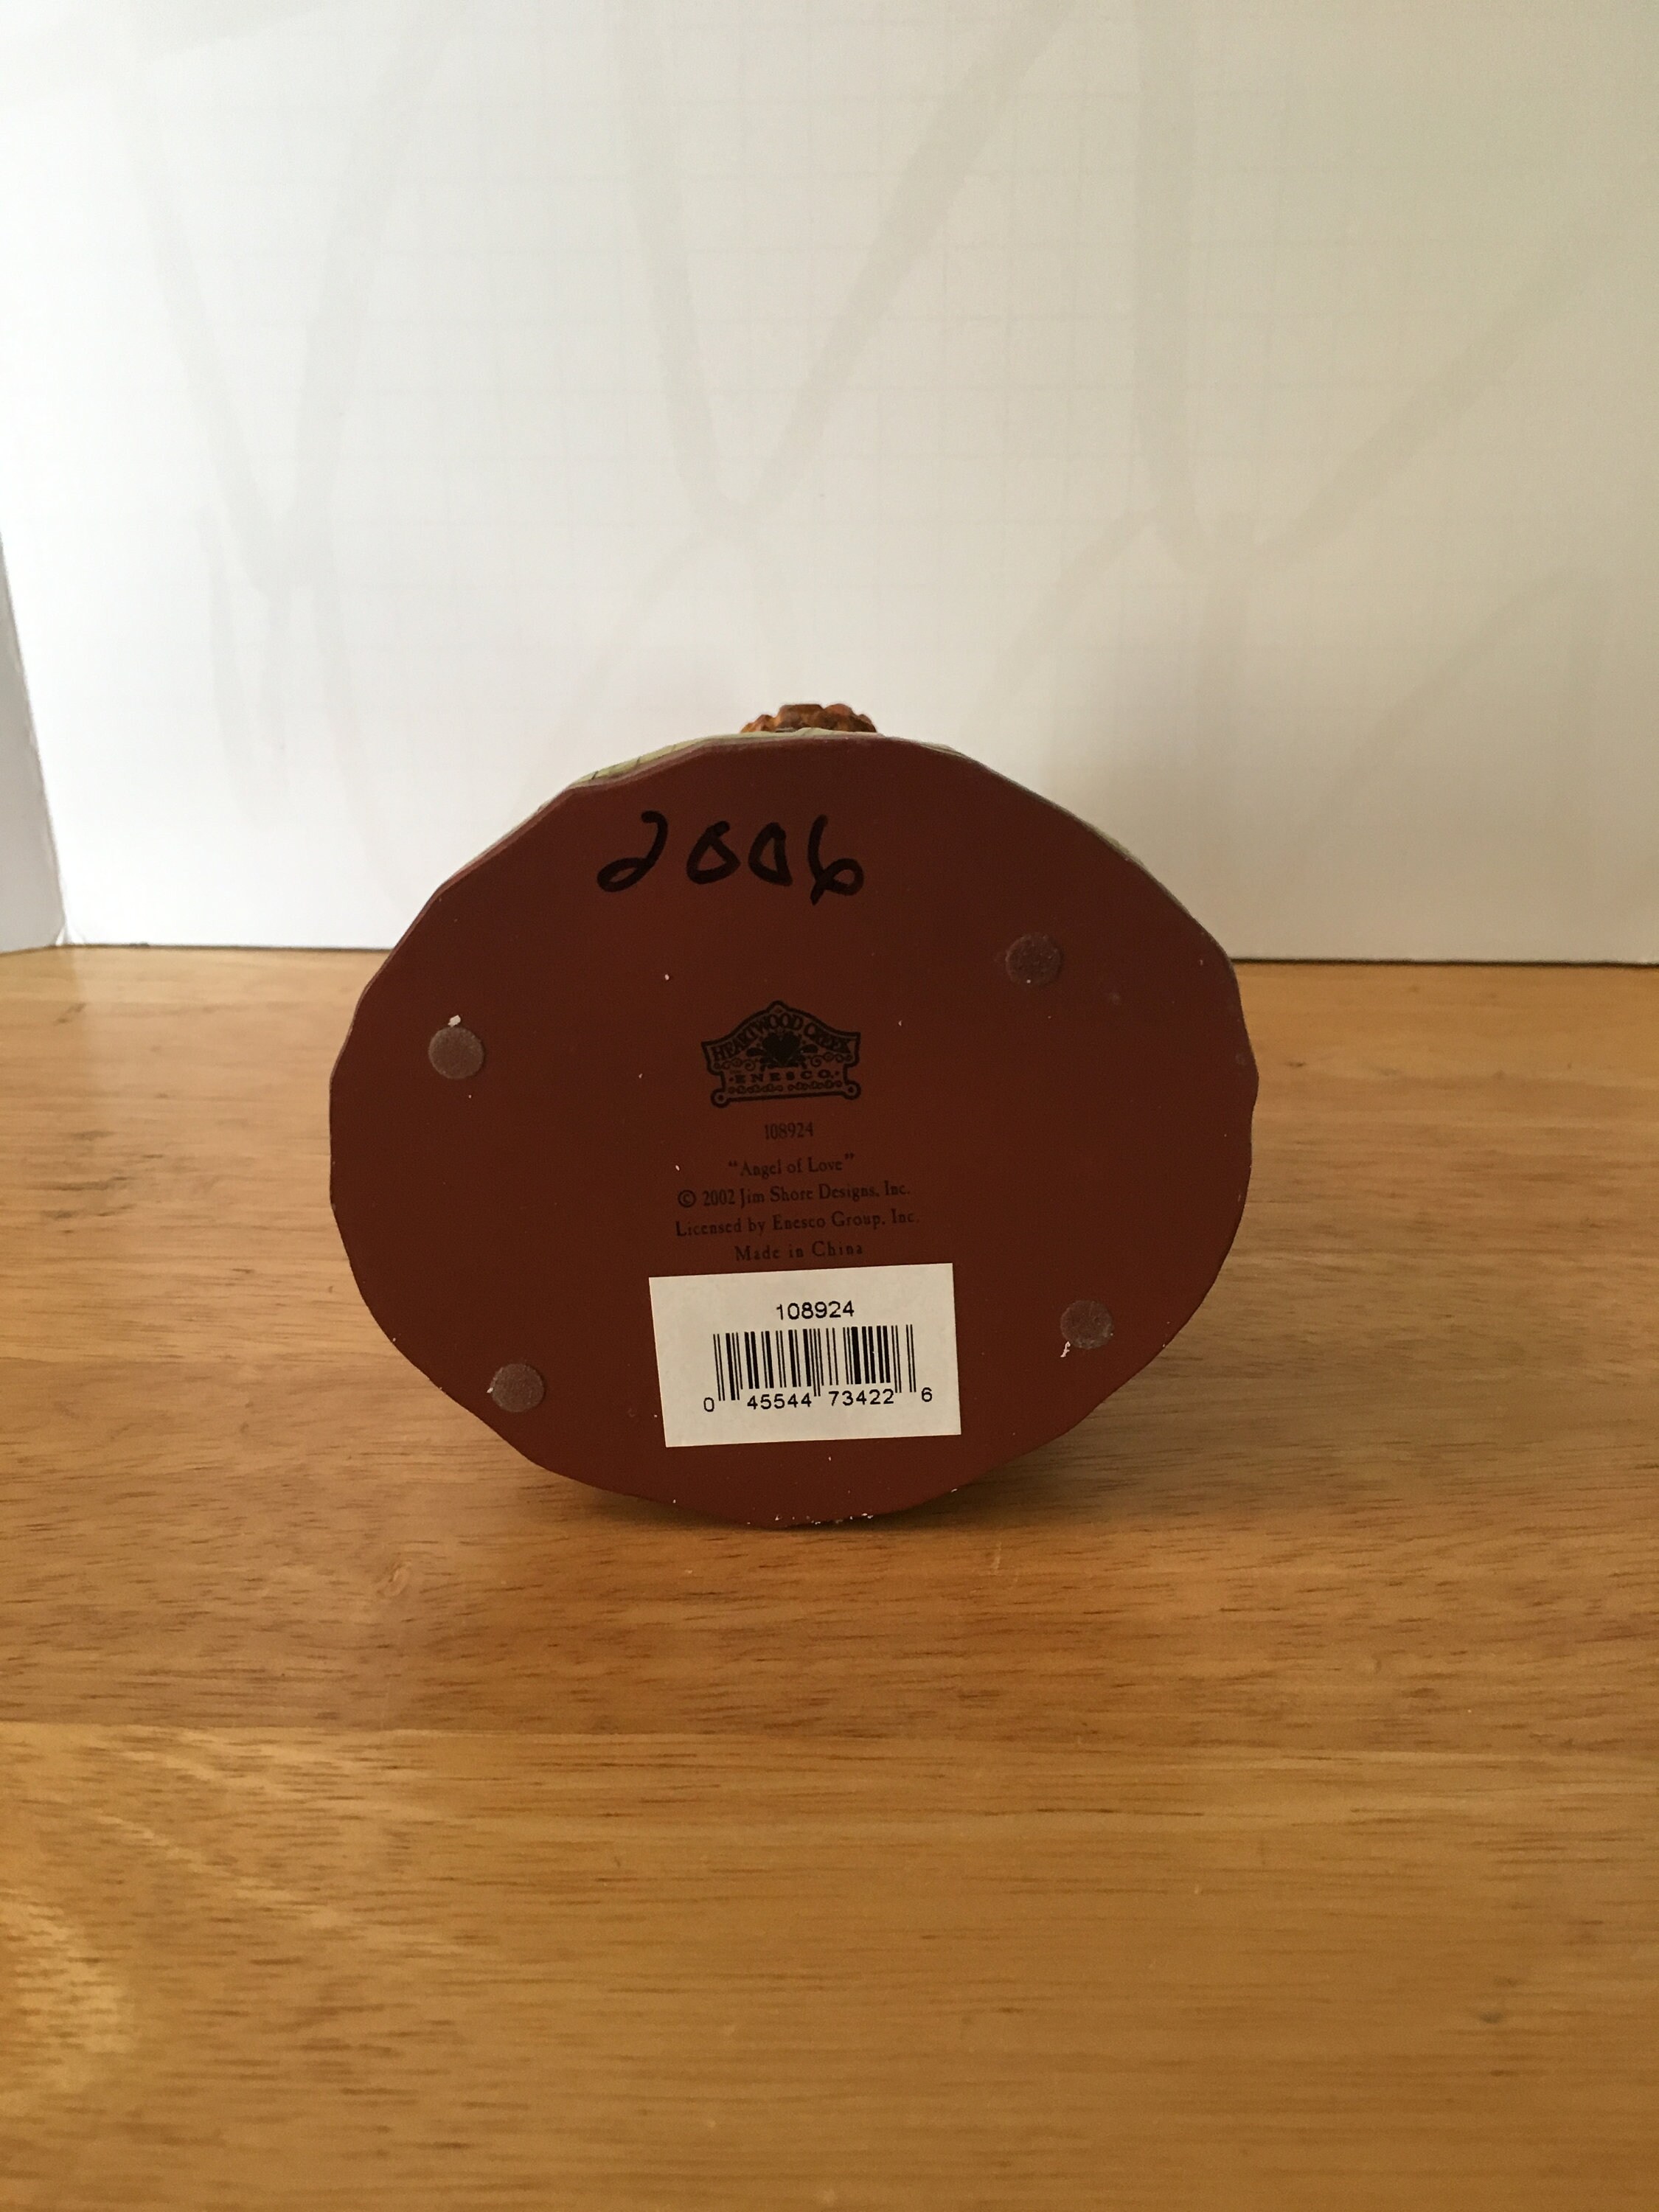 2006
HEARTWOOD CREEK
ENESCO
108924
"Angel of Love"
© 2002 Jim Shore Designs, Inc.
Licensed by Enesco Group, Inc.
Made in China
108924
0 45544 73422 6